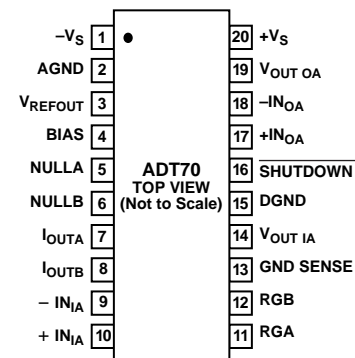 –VS 1 20 +VS
AGND 2 19 VOUT OA
VREFOUT 3 18 –INOA
BIAS 4 17 +INOA
NULLA 5 ADT70 16 SHUTDOWN
TOP VIEW
NULLB 6 (Not to Scale) 15 DGND
IOUTA 7 14 VOUT IA
IOUTB 8 13 GND SENSE
– INIA 9 12 RGB
+ INIA 10 11 RGA